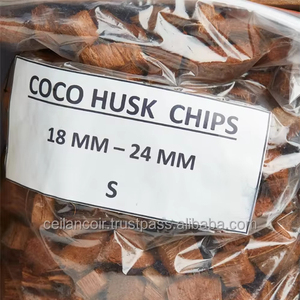 COCO HUSK CHIPS
18 MM – 24 MM
S
ceilancoir.trustpass.alibaba.com